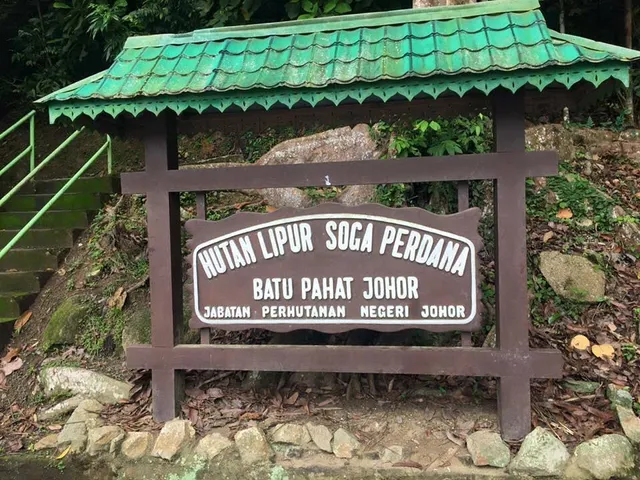 HUTAN LIPUR SOGA PERDANA
BATU PAHAT JOHOR
JABATAN PERHUTANAN NEGERI JOHOR